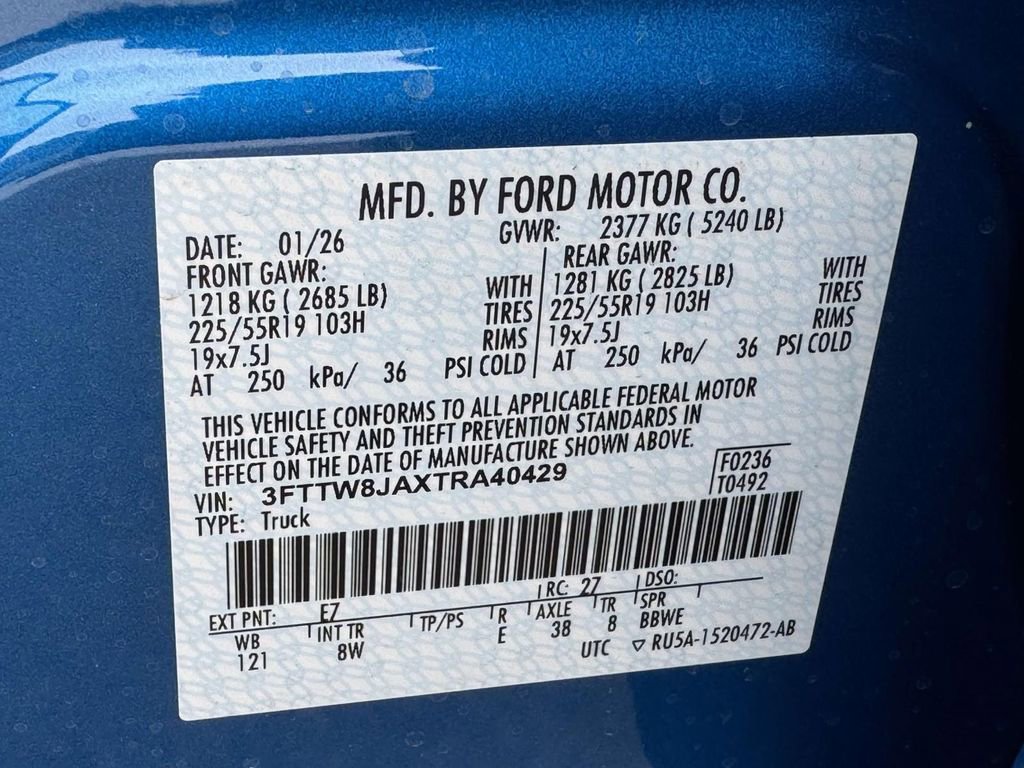 MFD. BY FORD MOTOR CO.
DATE: 01/26 GVWR: 2377 KG ( 5240 LB)
FRONT GAWR: REAR GAWR:
1218 KG ( 2685 LB) WITH 1281 KG ( 2825 LB) WITH
225/55R19 103H TIRES 225/55R19 103H TIRES
19x7.5J RIMS 19x7.5J RIMS
AT 250 kPa/ 36 PSI COLD AT 250 kPa/ 36 PSI COLD
THIS VEHICLE CONFORMS TO ALL APPLICABLE FEDERAL MOTOR
VEHICLE SAFETY AND THEFT PREVENTION STANDARDS IN
EFFECT ON THE DATE OF MANUFACTURE SHOWN ABOVE.
VIN: 3FTTW8JAXTRA40429 F0236
TYPE: Truck T0492
EXT PNT: E7 RC: 27 DSO:
WB INT TR TP/PS R AXLE TR SPR
121 8W E 38 8 BBWE
UTC ▽ RU5A-1520472-AB